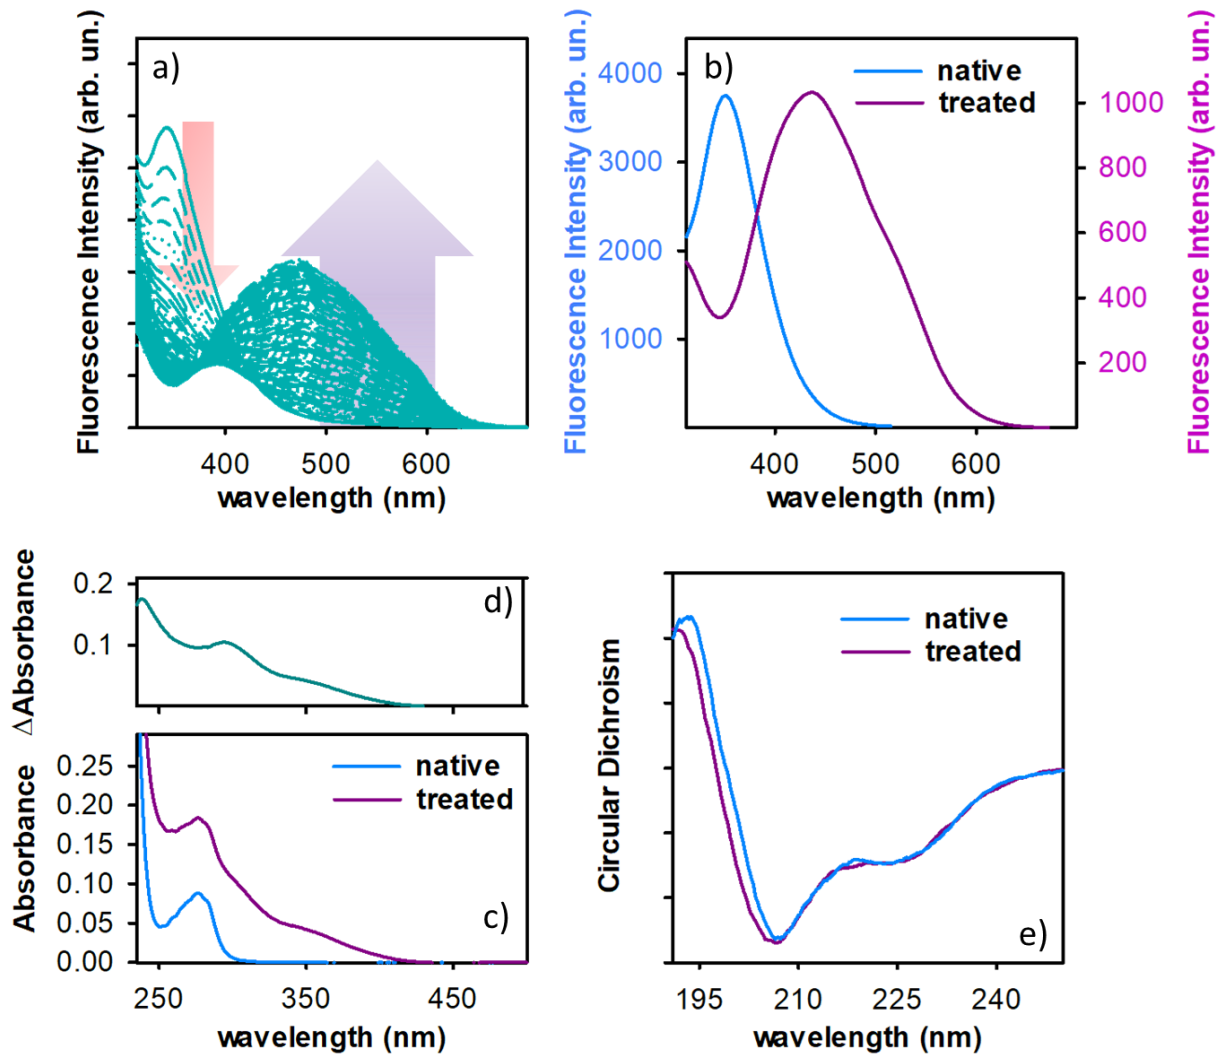 Fluorescence Intensity (arb. un.)
a)
400 500 600
wavelength (nm)
Fluorescence Intensity (arb. un.)
4000
3000
2000
1000
b)
native
treated
1000
800
600
400
200
Fluorescence Intensity (arb. un.)
400 500 600
wavelength (nm)
ΔAbsorbance
0.2
0.1
d)
Absorbance
0.25
0.20
0.15
0.10
0.05
0.00
native
treated
c)
250 350 450
wavelength (nm)
Circular Dichroism
native
treated
e)
195 210 225 240
wavelength (nm)